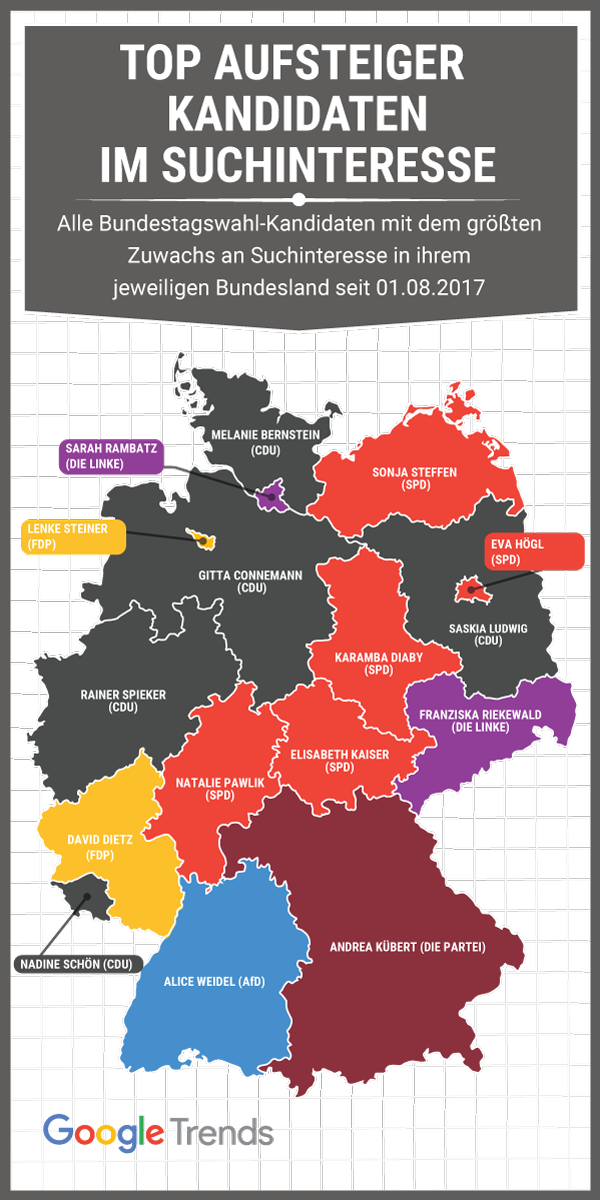 TOP AUFSTEIGER
KANDIDATEN
IM SUCHINTERESSE
Alle Bundestagswahl-Kandidaten mit dem größten
Zuwachs an Suchinteresse in ihrem
jeweiligen Bundesland seit 01.08.2017
MELANIE BERNSTEIN
(CDU)
SARAH RAMBATZ
(DIE LINKE)
SONJA STEFFEN
(SPD)
LENKE STEINER
(FDP)
EVA HÖGL
(SPD)
GITTA CONNEMANN
(CDU)
SASKIA LUDWIG
(CDU)
KARAMBA DIABY
(SPD)
RAINER SPIEKER
(CDU)
FRANZISKA RIEKEWALD
(DIE LINKE)
ELISABETH KAISER
(SPD)
NATALIE PAWLIK
(SPD)
DAVID DIETZ
(FDP)
NADINE SCHÖN (CDU)
ANDREA KÜBERT (DIE PARTEI)
ALICE WEIDEL (AfD)
Google Trends